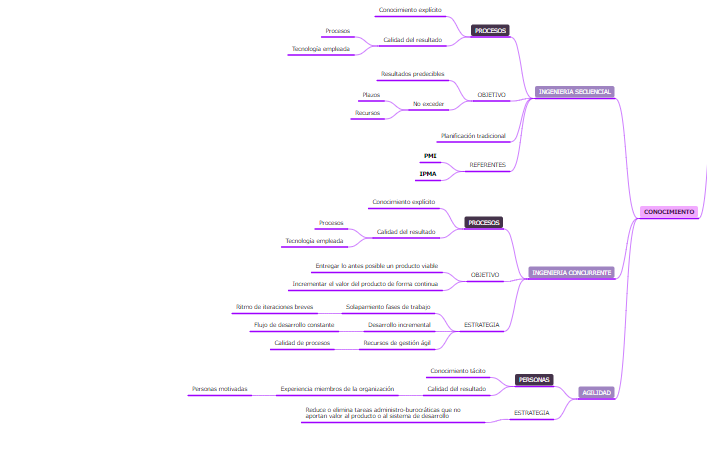 Conocimiento explícito
Procesos
PROCESOS
Calidad del resultado
Tecnología empleada
Resultados predecibles
INGENIERIA SECUENCIAL
Plazos
OBJETIVO
No exceder
Recursos
Planificación tradicional
PMI
REFERENTES
IPMA
Conocimiento explícito
CONOCIMIENTO
Procesos
PROCESOS
Calidad del resultado
Tecnología empleada
Entregar lo antes posible un producto viable
INGENIERIA CONCURRENTE
OBJETIVO
Incrementar el valor del producto de forma continua
Ritmo de iteraciones breves
Solapamiento fases de trabajo
Flujo de desarrollo constante
Desarrollo incremental
ESTRATEGIA
Calidad de procesos
Recursos de gestión ágil
Conocimiento tácito
PERSONAS
Personas motivadas
Experiencia miembros de la organización
Calidad del resultado
AGILIDAD
Reduce o elimina tareas administro-burocráticas que no
aportan valor al producto o al sistema de desarrollo
ESTRATEGIA